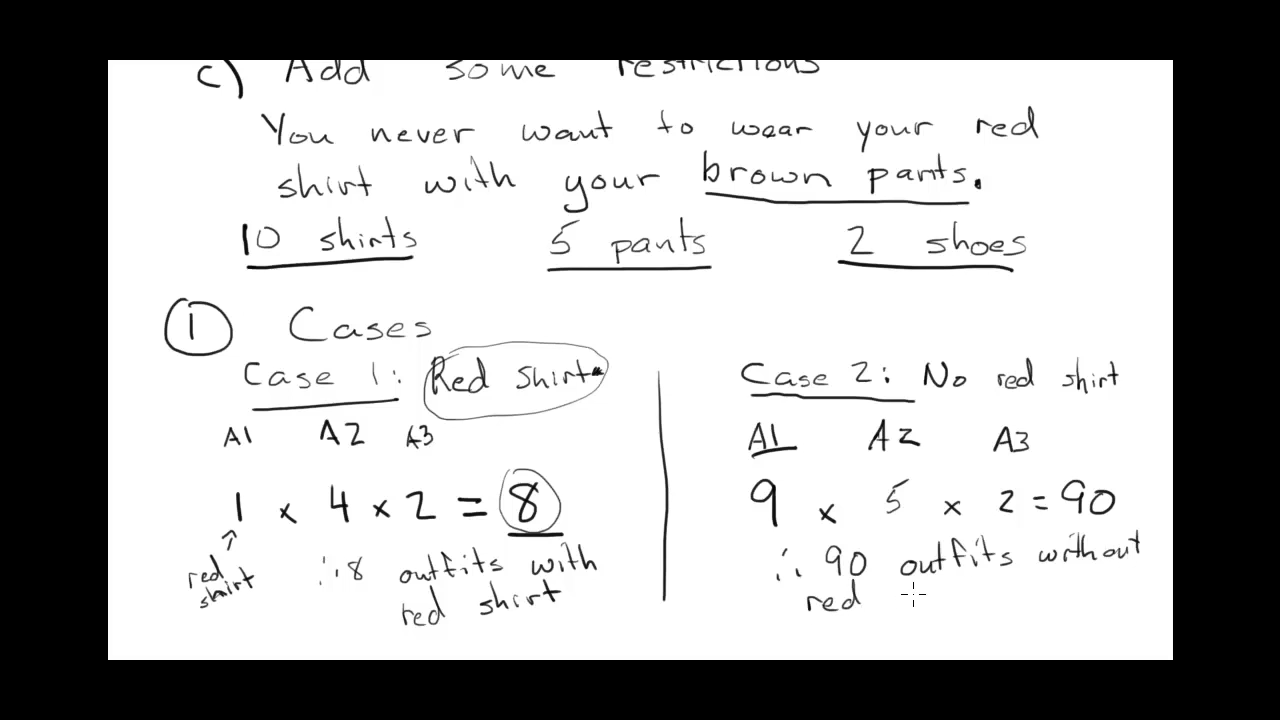 c) Add some restrictions
You never want to wear your red
shirt with your brown pants.
10 shirts 5 pants 2 shoes
① Cases
Case 1: Red shirt
A1 A2 A3
1 x 4 x 2 = 8
red
shirt
∴ 8 outfits with
red shirt
Case 2: No red shirt
A1 A2 A3
9 x 5 x 2 = 90
∴ 90 outfits without
red